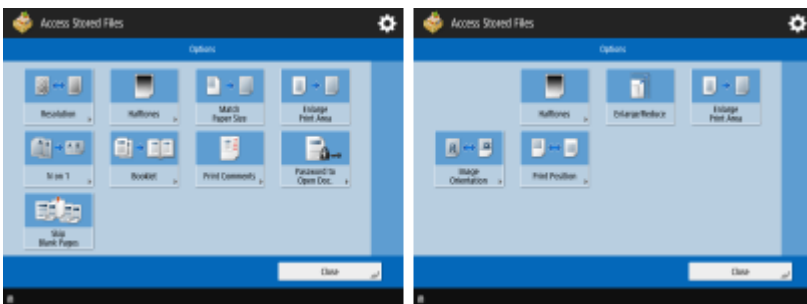 Access Stored Files
Options
Resolution
Halftones
Match
Paper Size
Enlarge
Print Area
N on 1
Booklet
Print Comments
Password to
Open Doc.
Skip
Blank Pages
Close
Access Stored Files
Options
Halftones
Enlarge/Reduce
Enlarge
Print Area
Image
Orientation
Print Position
Close